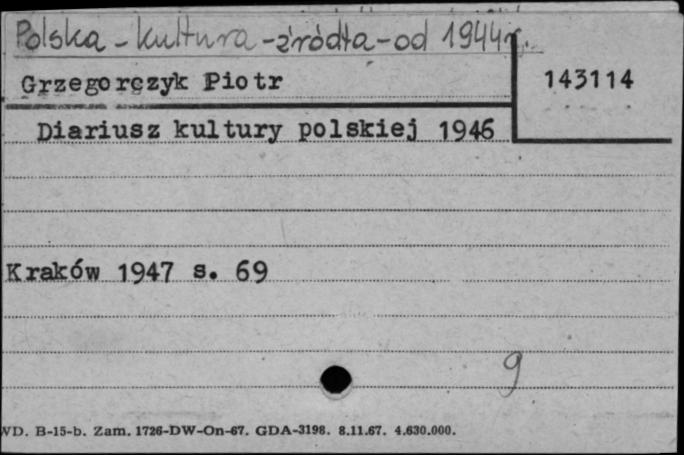 Polska - kultura - źródła - od 1944 r.
Grzegorczyk Piotr
143114
Diariusz kultury polskiej 1946
Kraków 1947 s. 69
9
WD. B-15-b. Zam. 1726-DW-On-67. GDA-3198. 8.11.67. 4.630.000.